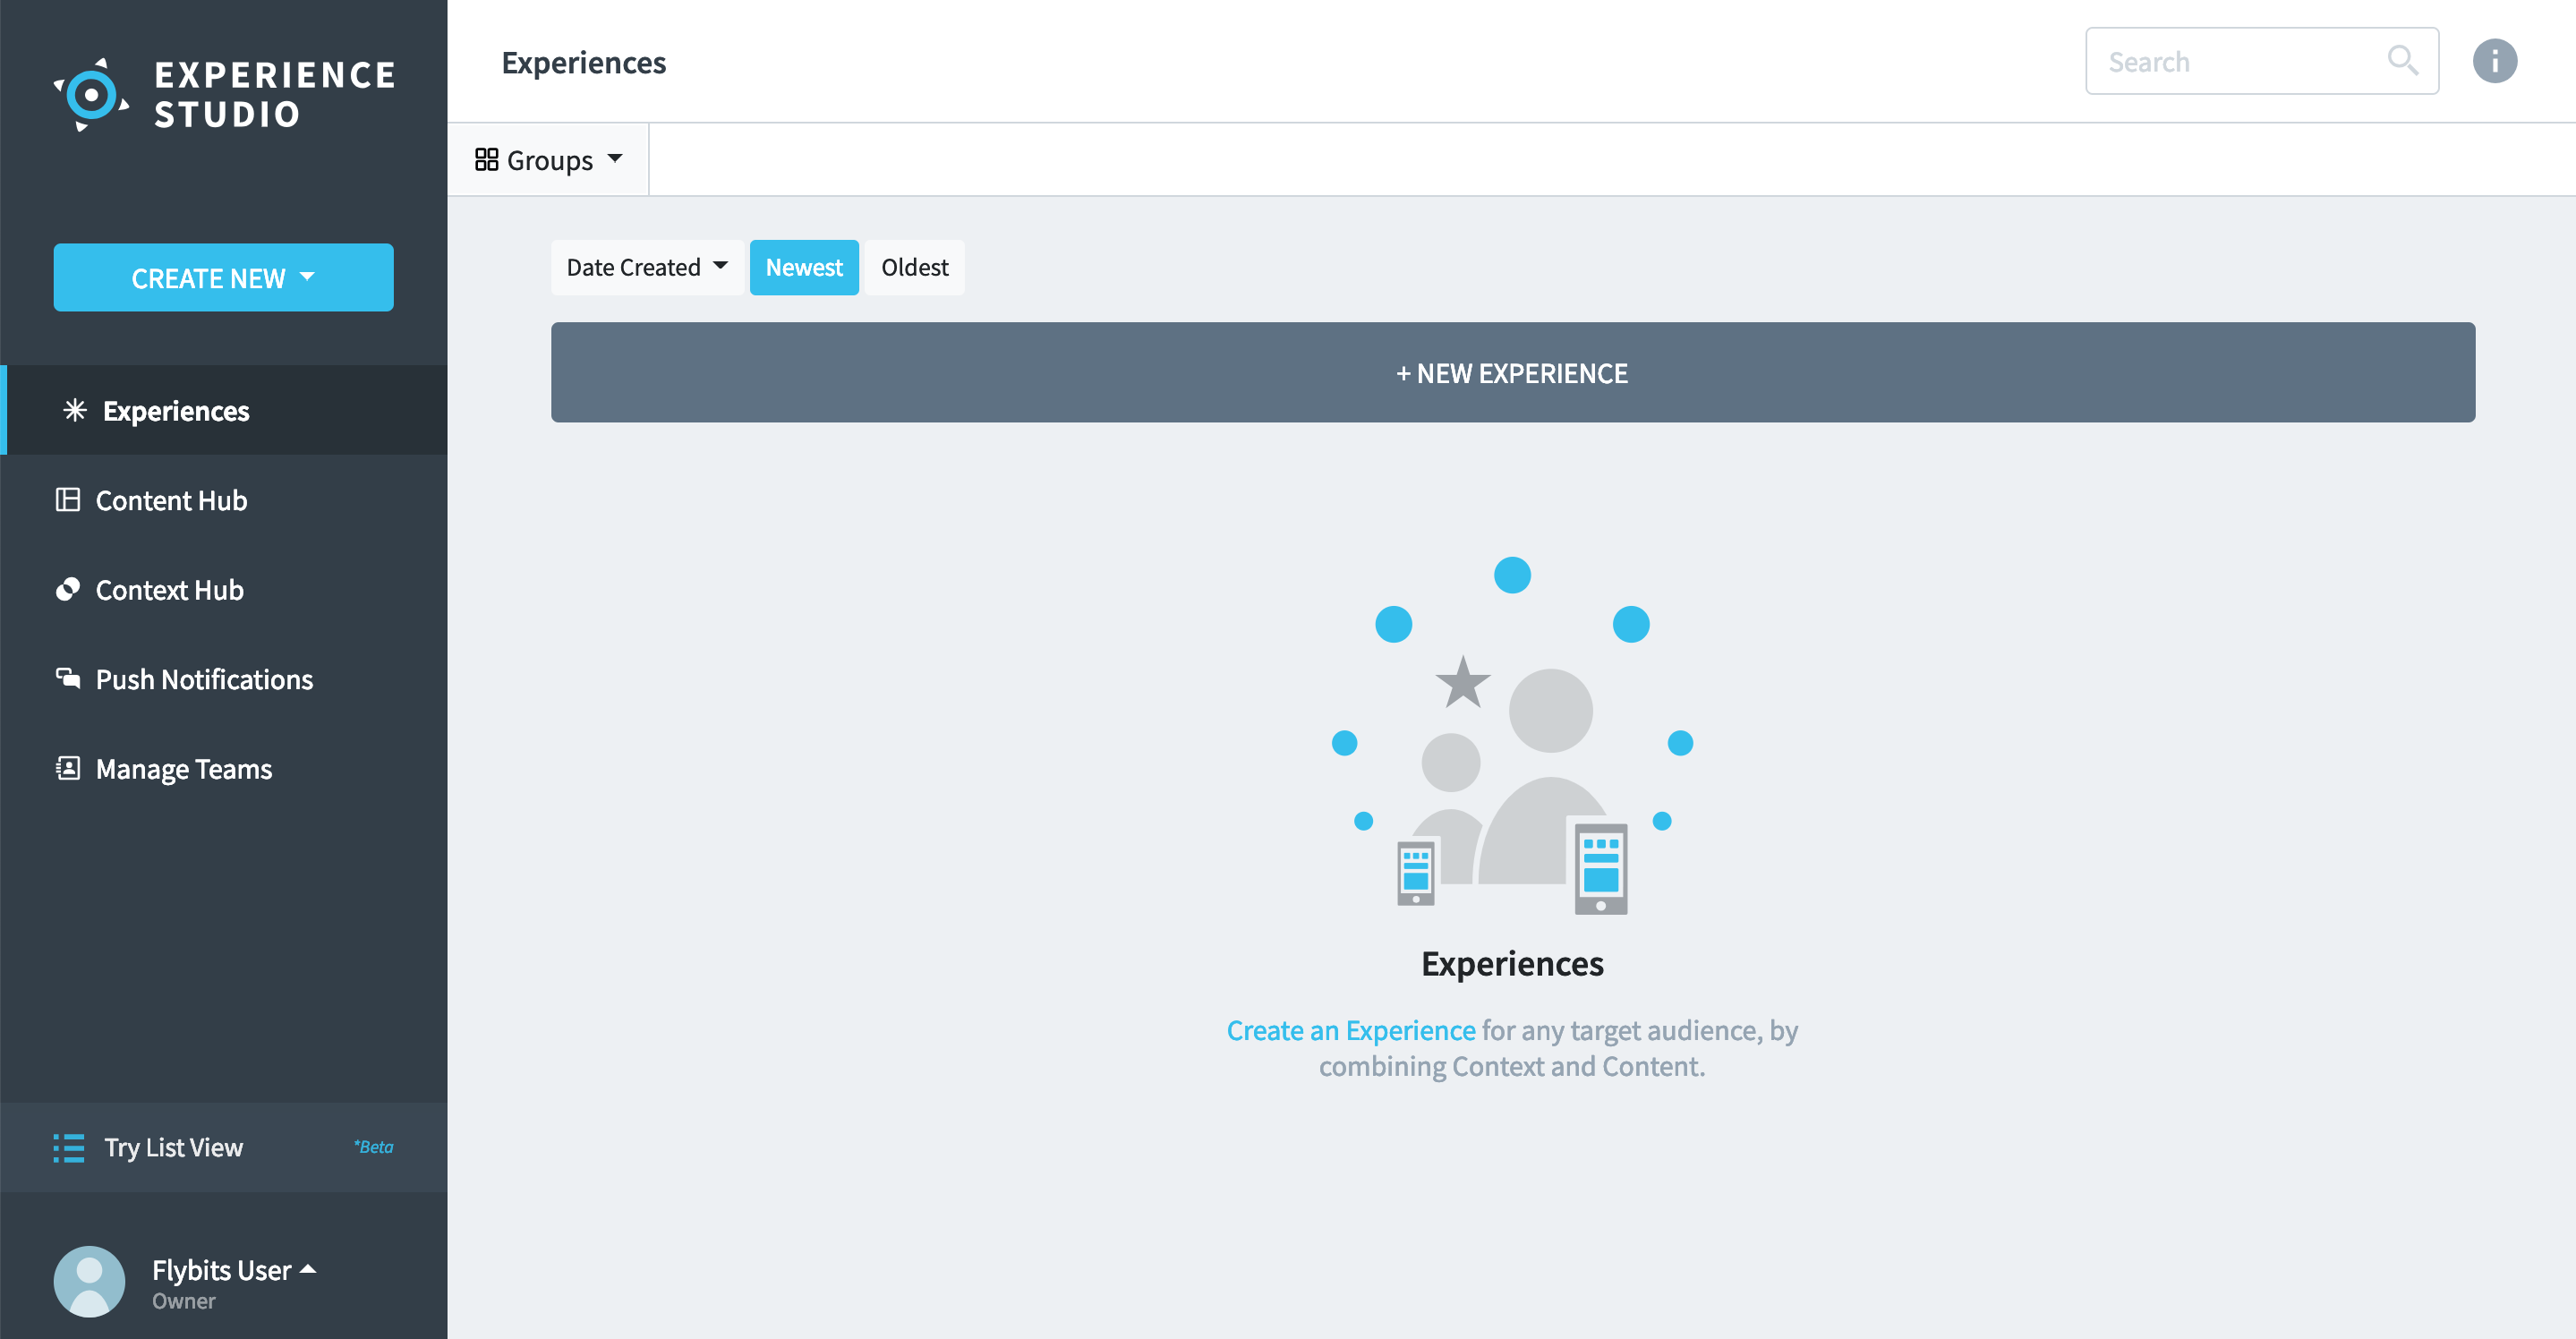 EXPERIENCE
STUDIO
CREATE NEW
Experiences
Content Hub
Context Hub
Push Notifications
Manage Teams
Try List View *Beta
Flybits User
Owner
Experiences
Search
i
Groups
Date Created Newest Oldest
+ NEW EXPERIENCE
Experiences
Create an Experience for any target audience, by
combining Context and Content.